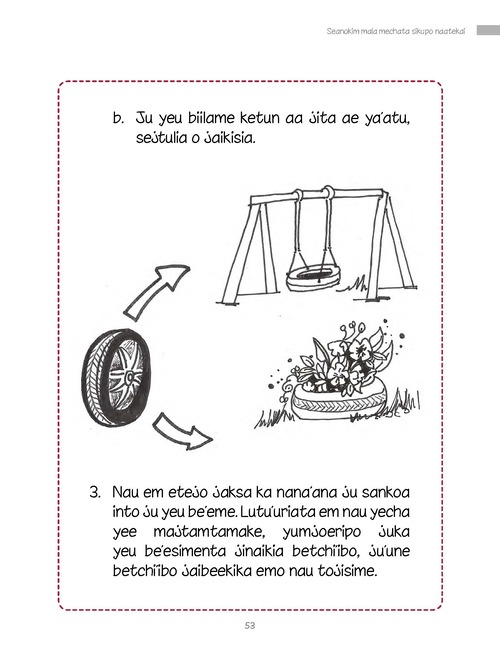 Seanokim mala mechata sikupo naatekai
b. Ju yeu biilame ketun aa jita ae ya'atu,
sejtulia o jaikisia.
3. Nau em etejo jaksa ka nana'ana ju sankoa
into ju yeu be'eme. Lutu'uriata em nau yecha
yee majtamtamake, yumjoeripo juka
yeu be'esimenta jinaikia betchi'ibo, ju'une
betchi'ibo jaibeekika emo nau tojisime.
53